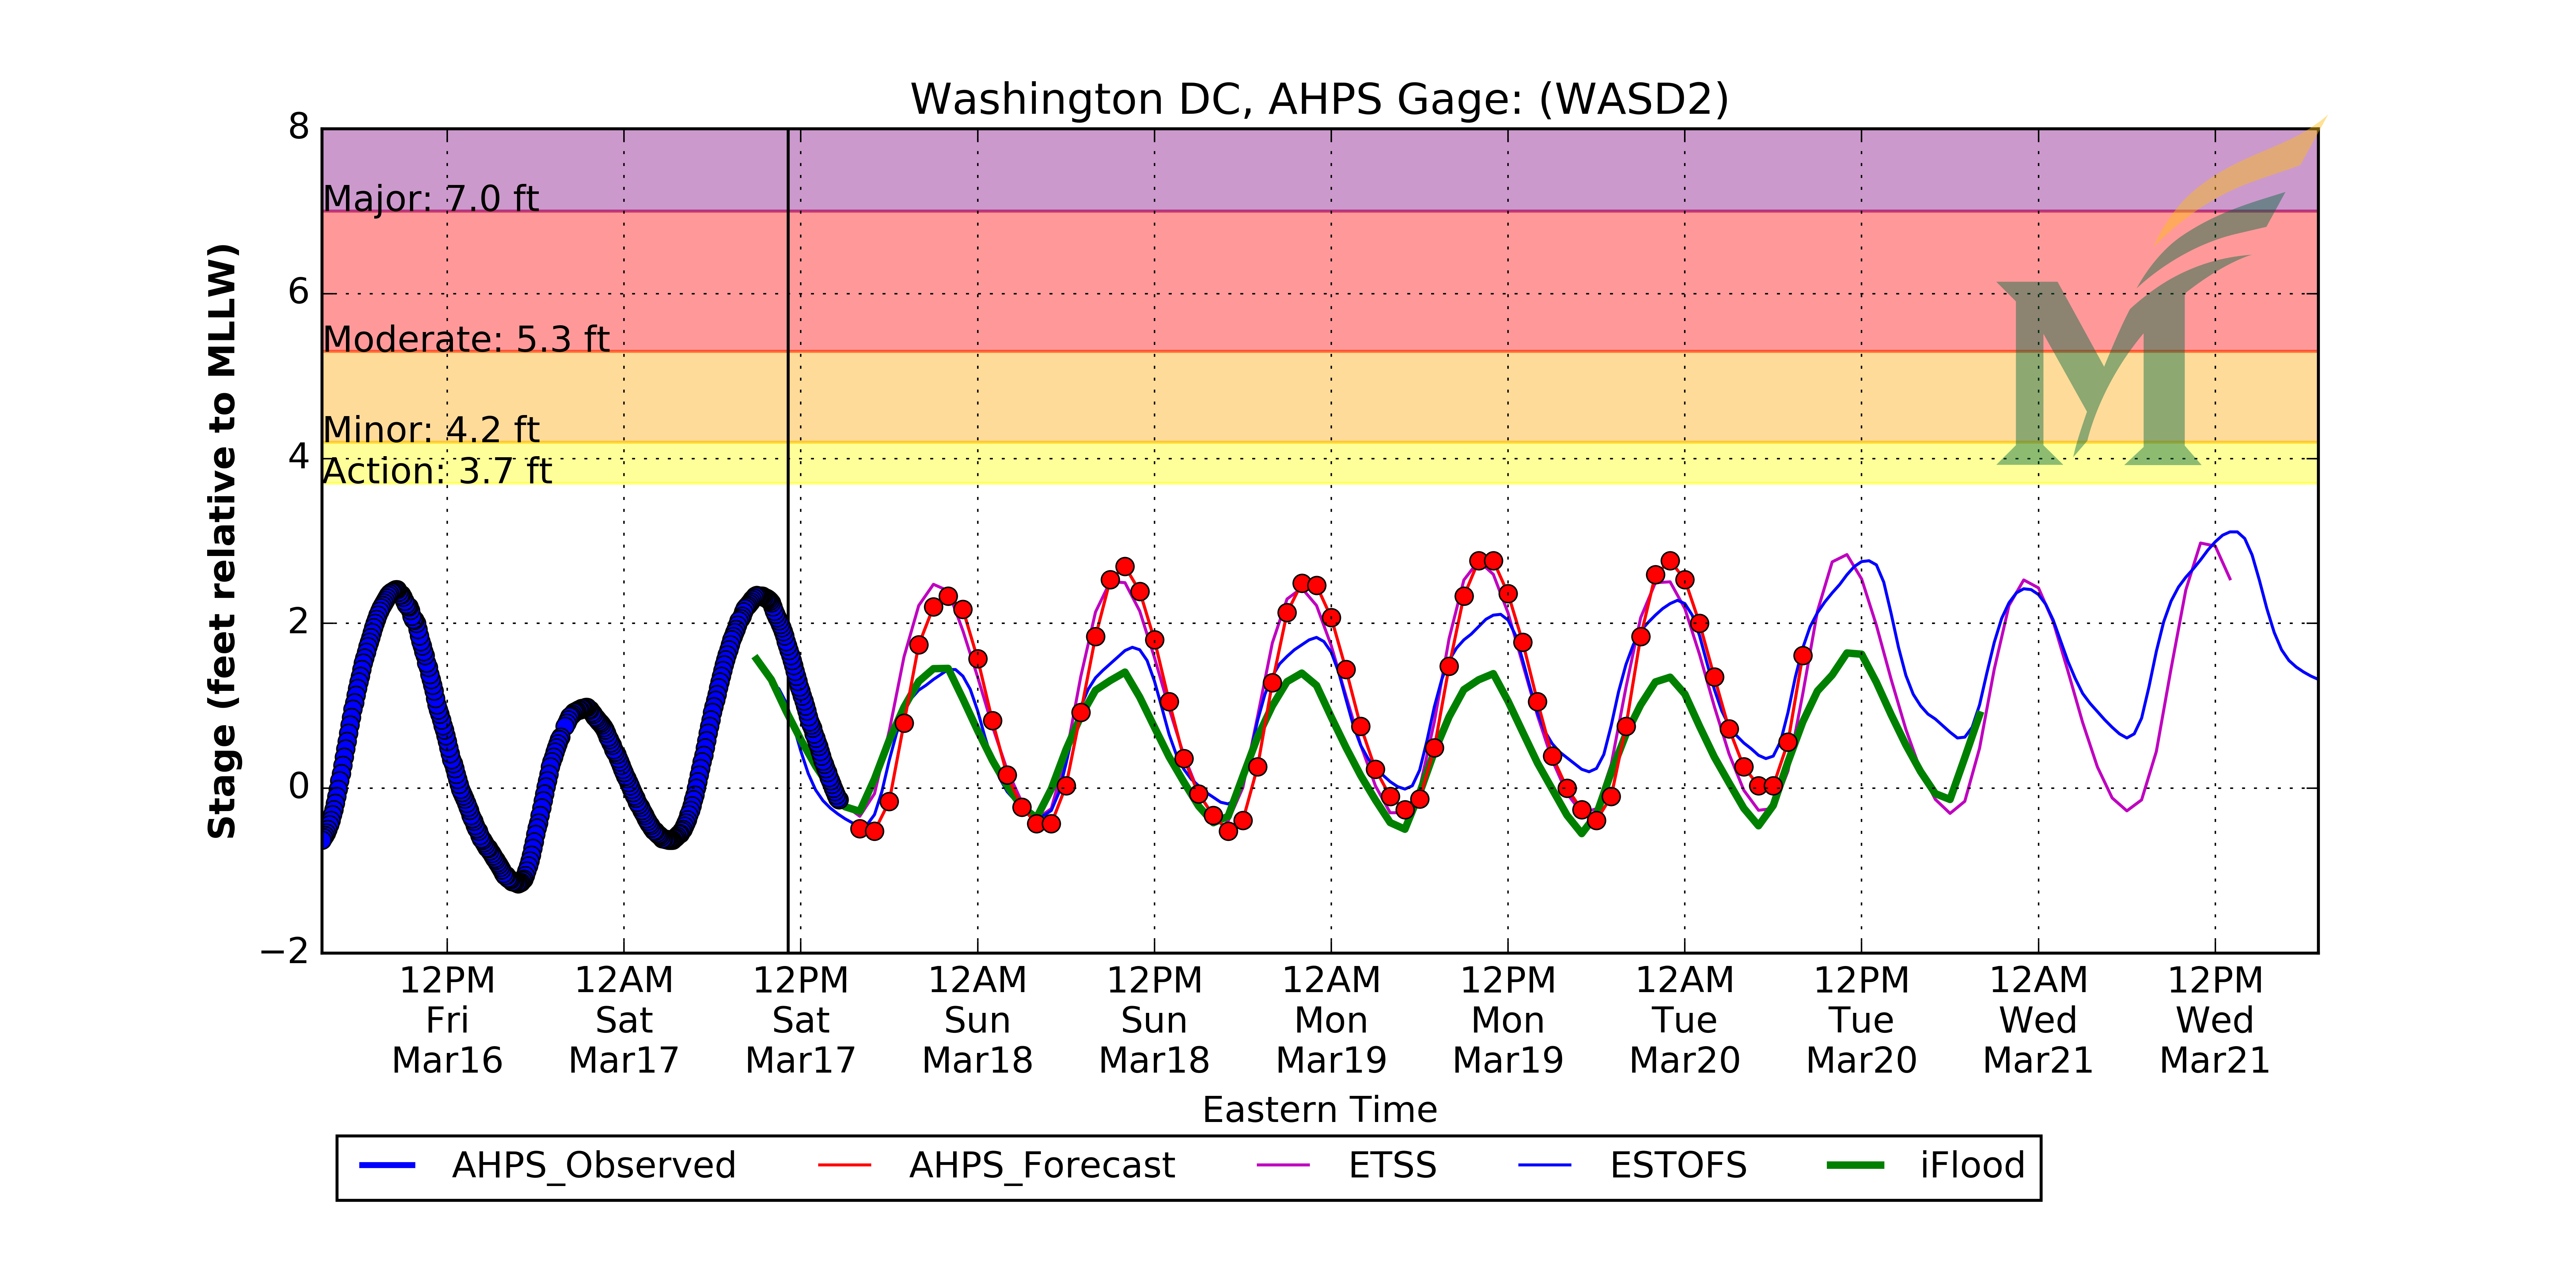 Washington DC, AHPS Gage: (WASD2)
Stage (feet relative to MLLW)
8
6
4
2
0
−2
Major: 7.0 ft
Moderate: 5.3 ft
Minor: 4.2 ft
Action: 3.7 ft
M
12PM 12AM 12PM 12AM 12PM 12AM 12PM 12AM 12PM 12AM 12PM
Fri Sat Sat Sun Sun Mon Mon Tue Tue Wed Wed
Mar16 Mar17 Mar17 Mar18 Mar18 Mar19 Mar19 Mar20 Mar20 Mar21 Mar21
Eastern Time
AHPS_Observed AHPS_Forecast ETSS ESTOFS iFlood